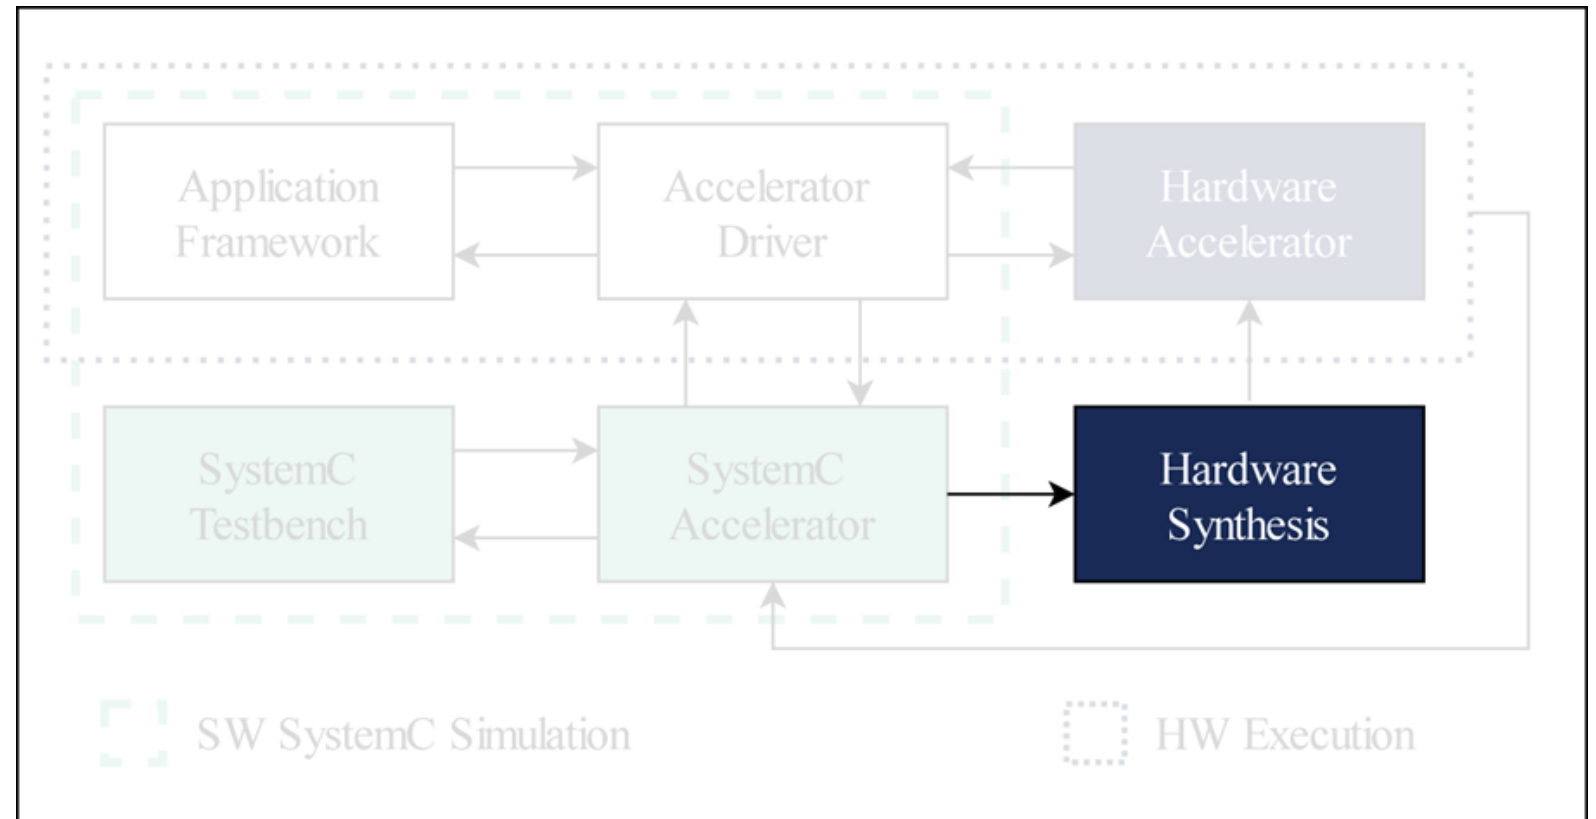 Application
Framework
Accelerator
Driver
Hardware
Accelerator
SystemC
Testbench
SystemC
Accelerator
Hardware
Synthesis
SW SystemC Simulation
HW Execution